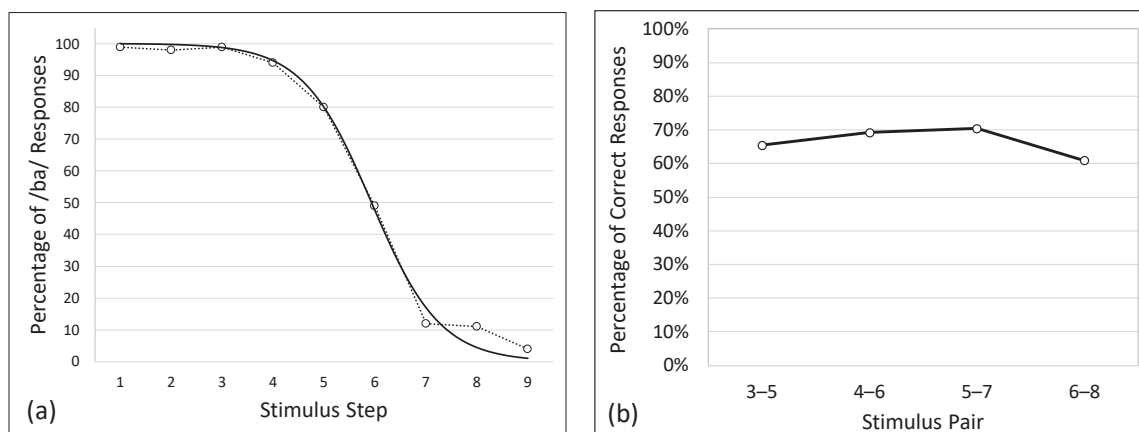 Percentage of /ba/ Responses
100
90
80
70
60
50
40
30
20
10
0
1 2 3 4 5 6 7 8 9
Stimulus Step
(a)
Percentage of Correct Responses
100%
90%
80%
70%
60%
50%
40%
30%
20%
10%
0%
3–5 4–6 5–7 6–8
Stimulus Pair
(b)